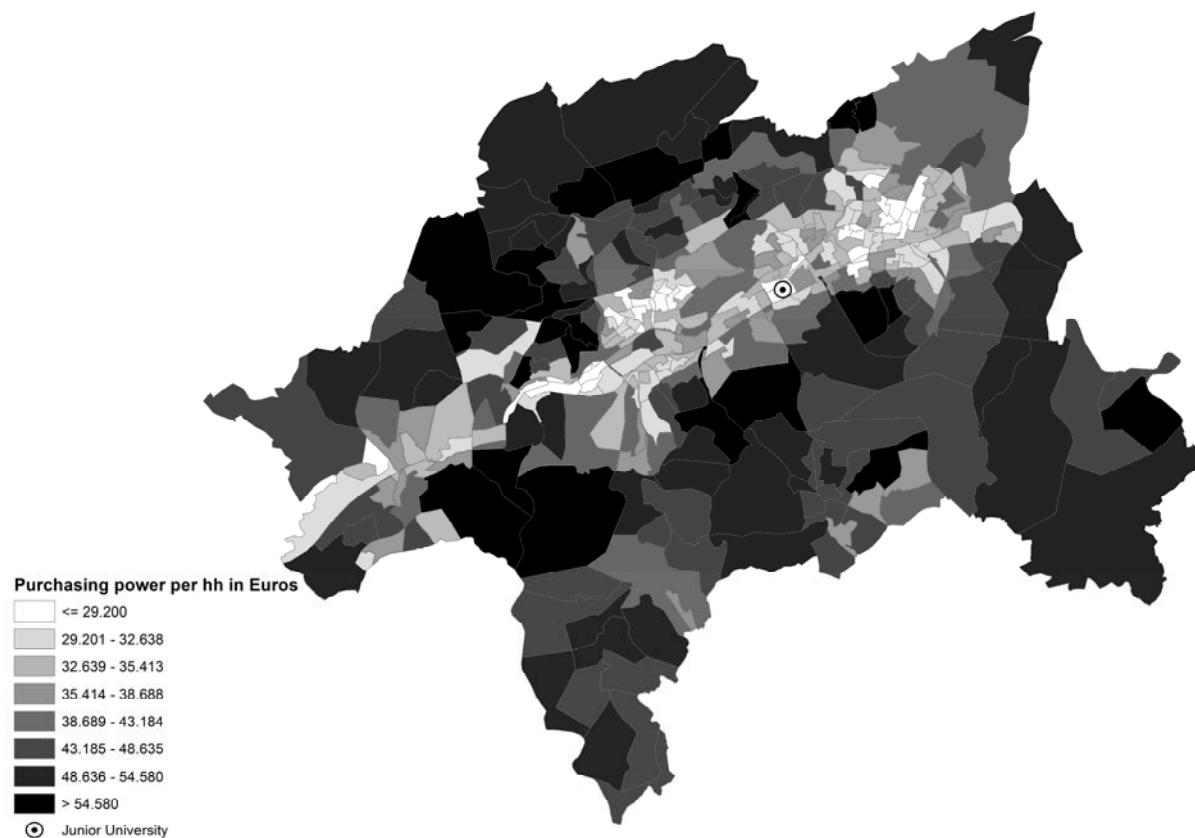 Purchasing power per hh in Euros
<= 29.200
29.201 - 32.638
32.639 - 35.413
35.414 - 38.688
38.689 - 43.184
43.185 - 48.635
48.636 - 54.580
> 54.580
Junior University